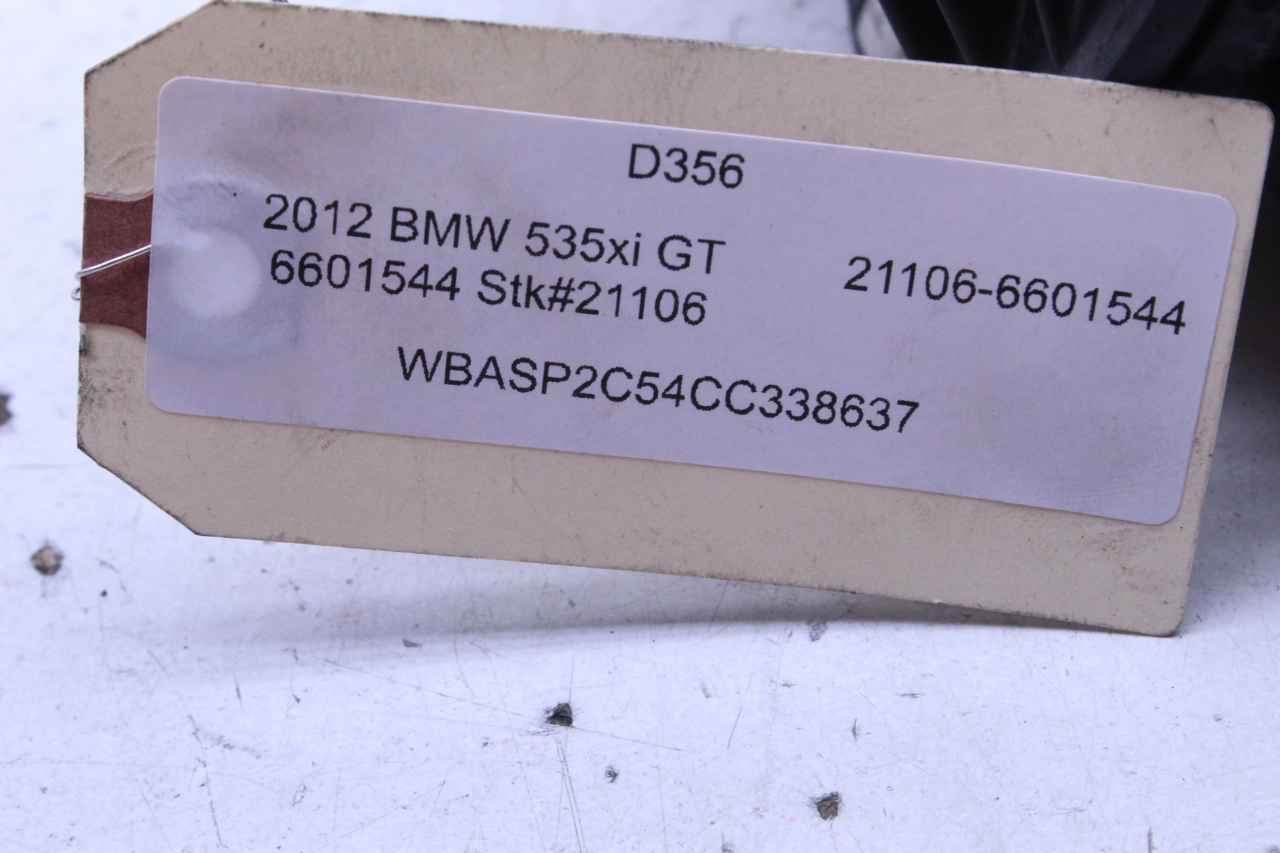 D356
2012 BMW 535xi GT
6601544 Stk#21106
21106-6601544
WBASP2C54CC338637